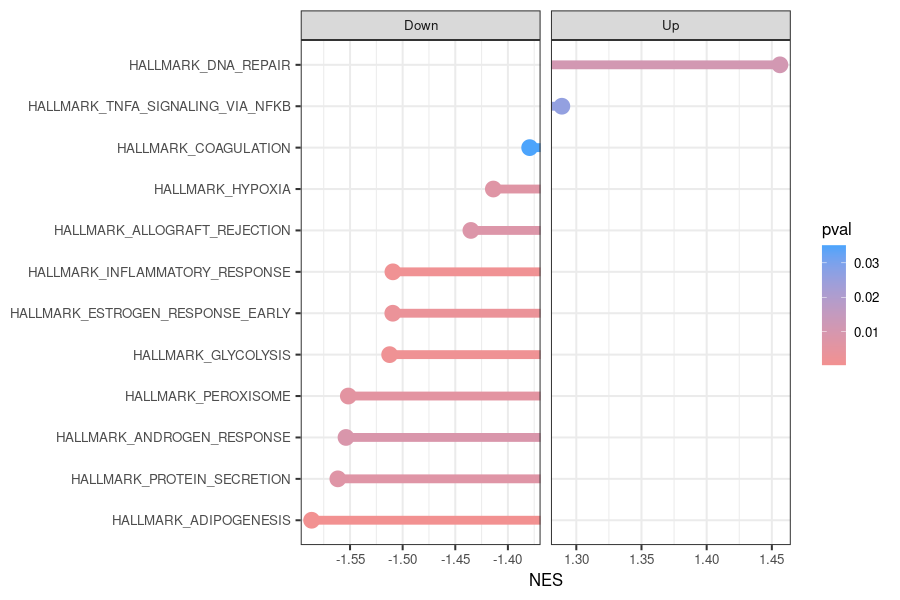 Down
Up
HALLMARK_DNA_REPAIR
HALLMARK_TNFA_SIGNALING_VIA_NFKB
HALLMARK_COAGULATION
HALLMARK_HYPOXIA
HALLMARK_ALLOGRAFT_REJECTION
HALLMARK_INFLAMMATORY_RESPONSE
HALLMARK_ESTROGEN_RESPONSE_EARLY
HALLMARK_GLYCOLYSIS
HALLMARK_PEROXISOME
HALLMARK_ANDROGEN_RESPONSE
HALLMARK_PROTEIN_SECRETION
HALLMARK_ADIPOGENESIS
-1.55 -1.50 -1.45 -1.40
1.30 1.35 1.40 1.45
NES
pval
0.03
0.02
0.01